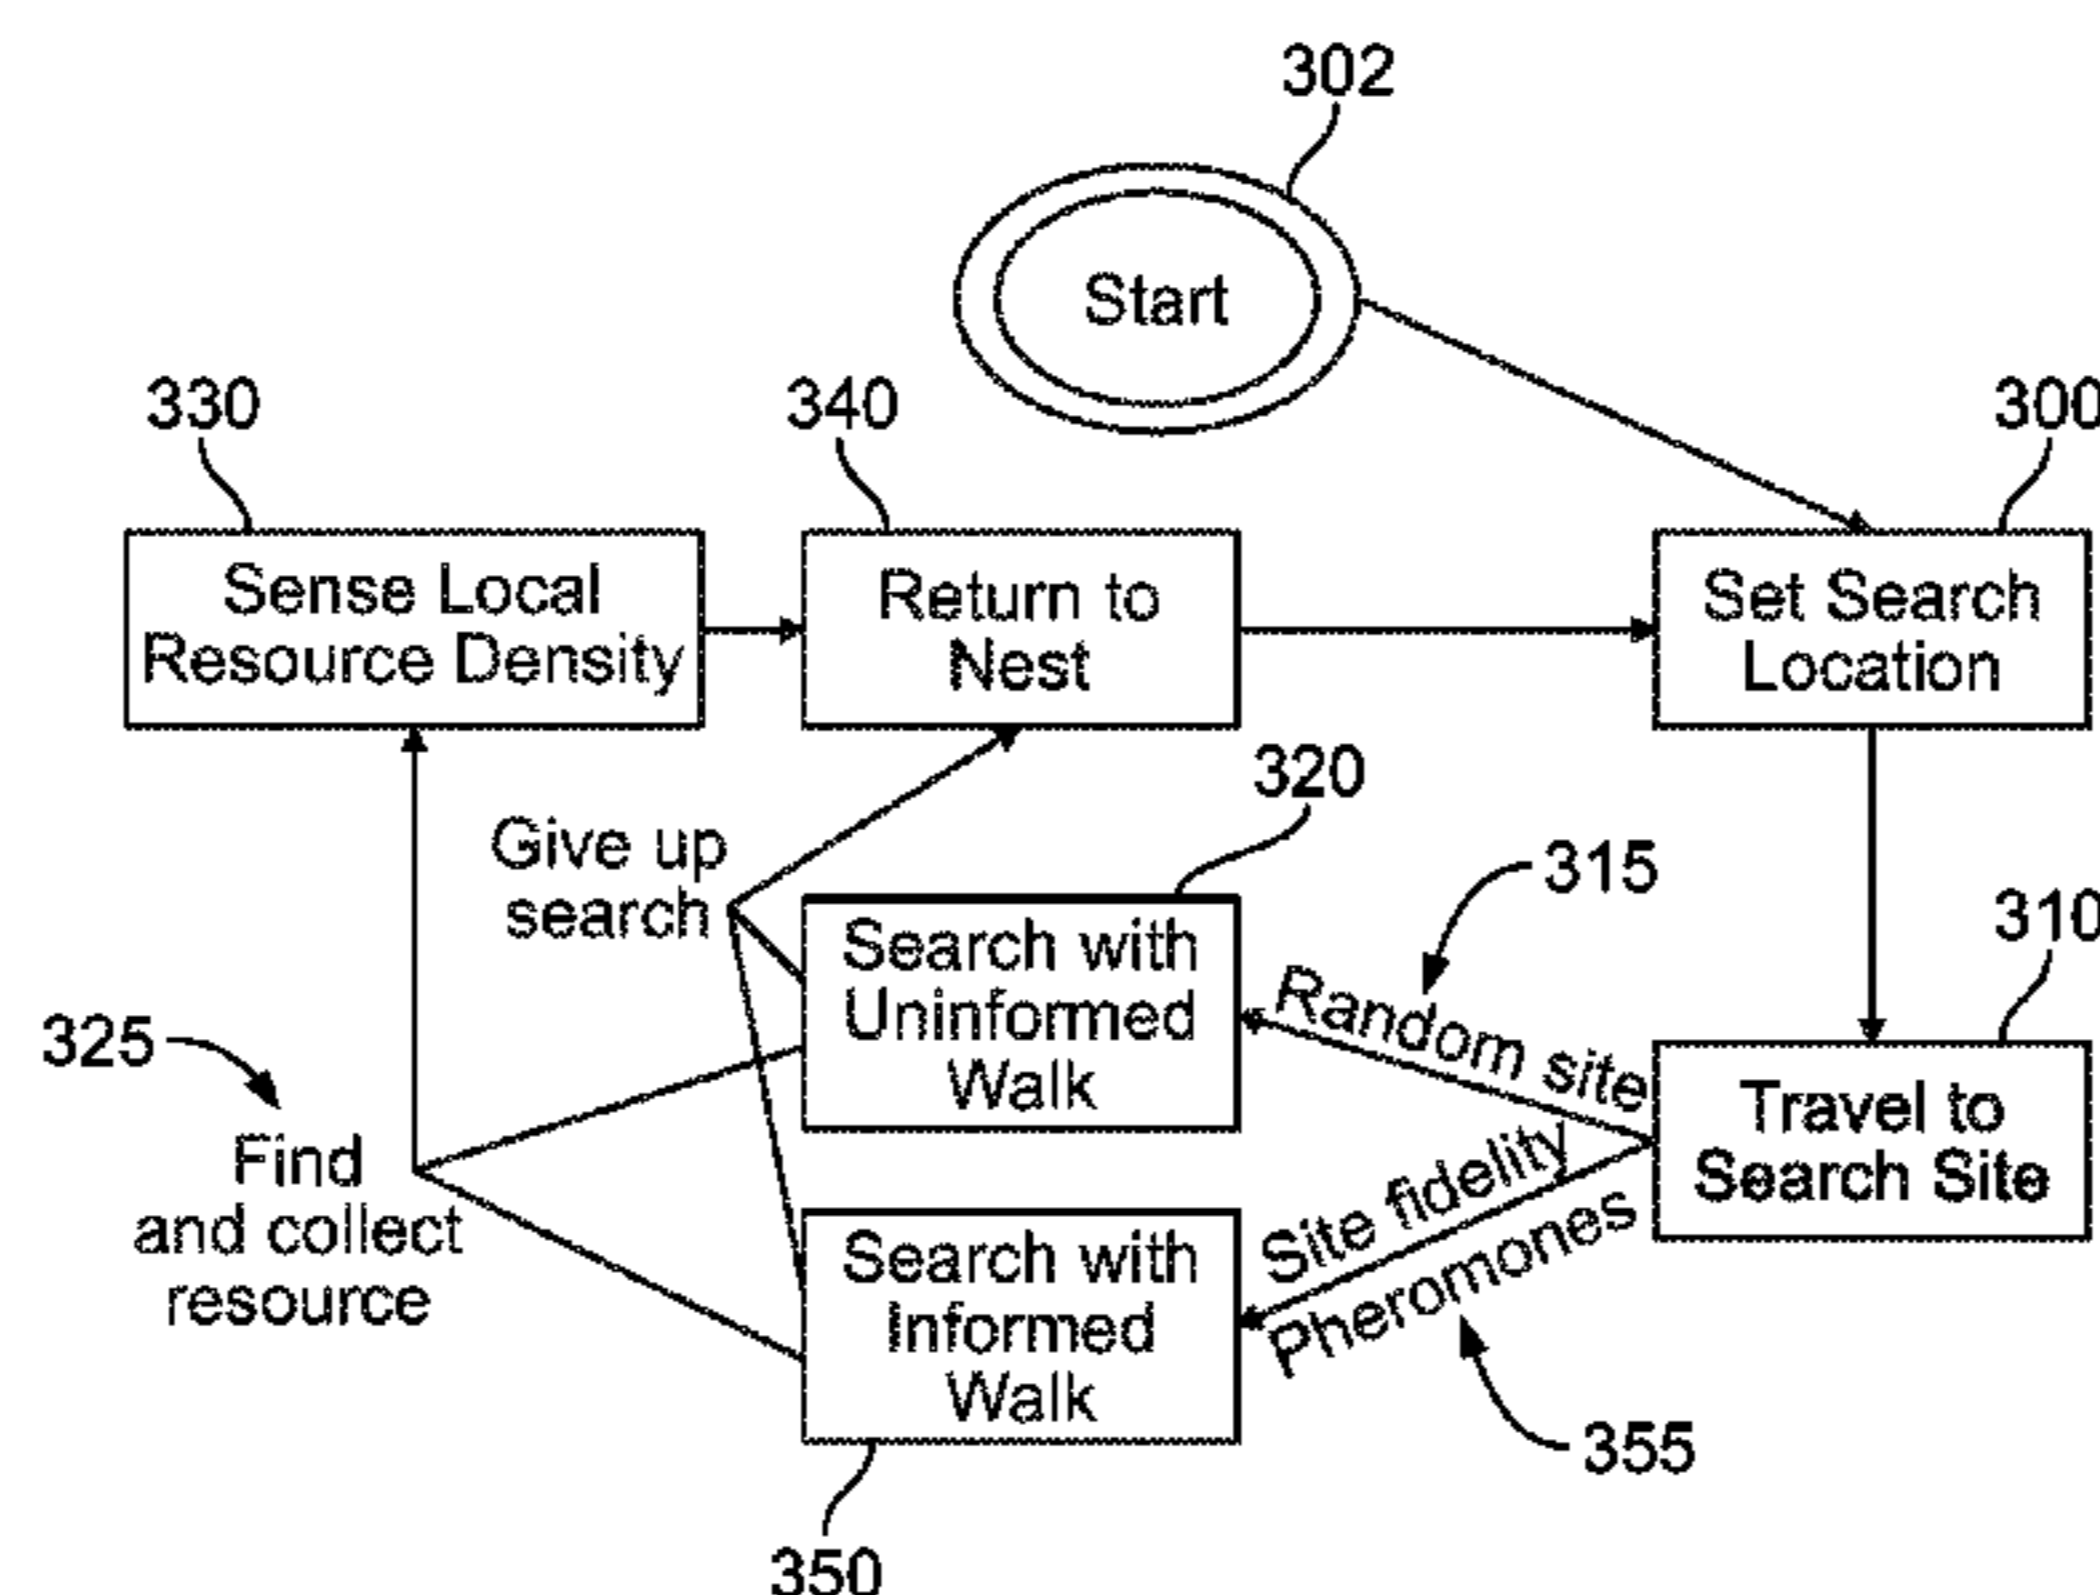 302
Start
330
340
300
Sense Local
Resource Density
Return to
Nest
Set Search
Location
320
Give up
search
315
310
Search with
Uninformed
Walk
Random site
325
Travel to
Search Site
Find
and collect
resource
Site fidelity
Pheromones
Search with
Informed
Walk
355
350